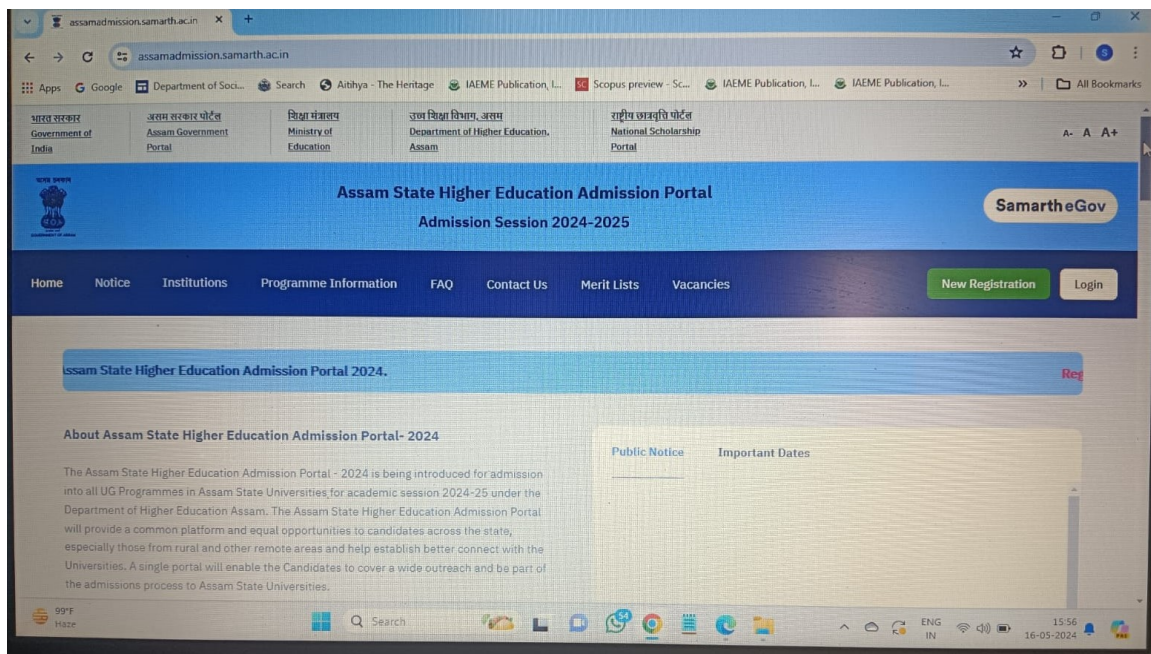 assamadmission.samarth.ac.in
assamadmission.samarth.ac.in
Apps Google Department of Soci... Search Aitihya - The Heritage IAEME Publication, I... SC Scopus preview - Sc... IAEME Publication, I... IAEME Publication, I... » All Bookmarks
भारत सरकार
Government of
India
असम सरकार पोर्टल
Assam Government
Portal
शिक्षा मंत्रालय
Ministry of
Education
उच्च शिक्षा विभाग, असम
Department of Higher Education,
Assam
राष्ट्रीय छात्रवृत्ति पोर्टल
National Scholarship
Portal
A- A A+
Assam State Higher Education Admission Portal
Admission Session 2024-2025
Samarth eGov
Home Notice Institutions Programme Information FAQ Contact Us Merit Lists Vacancies New Registration Login
ssam State Higher Education Admission Portal 2024. Reg
About Assam State Higher Education Admission Portal- 2024
The Assam State Higher Education Admission Portal - 2024 is being introduced for admission
into all UG Programmes in Assam State Universities for academic session 2024-25 under the
Department of Higher Education Assam. The Assam State Higher Education Admission Portal
will provide a common platform and equal opportunities to candidates across the state,
especially those from rural and other remote areas and help establish better connect with the
Universities. A single portal will enable the Candidates to cover a wide outreach and be part of
the admissions process to Assam State Universities.
Public Notice Important Dates
99°F
Haze
Search
54
ENG
IN
15:56
16-05-2024